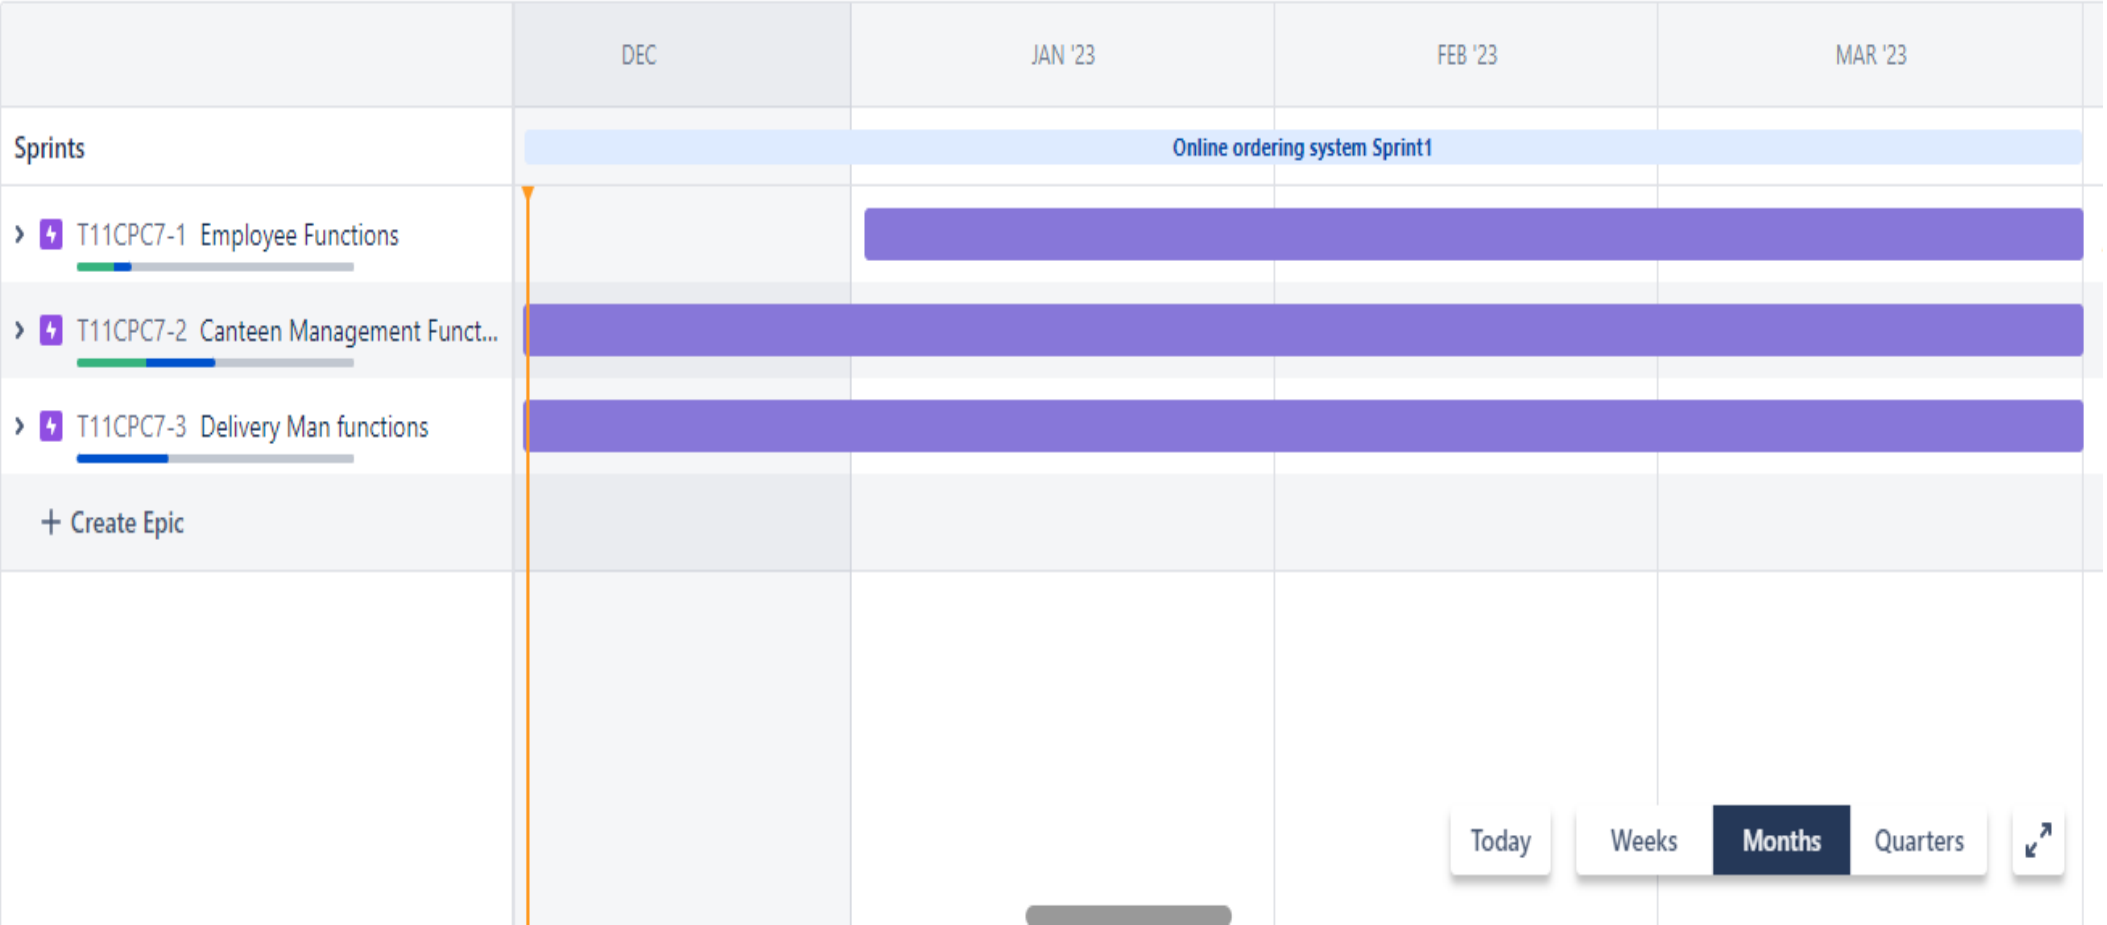 DEC JAN '23 FEB '23 MAR '23
Sprints Online ordering system Sprint1
T11CPC7-1 Employee Functions
T11CPC7-2 Canteen Management Funct...
T11CPC7-3 Delivery Man functions
+ Create Epic
Today Weeks Months Quarters